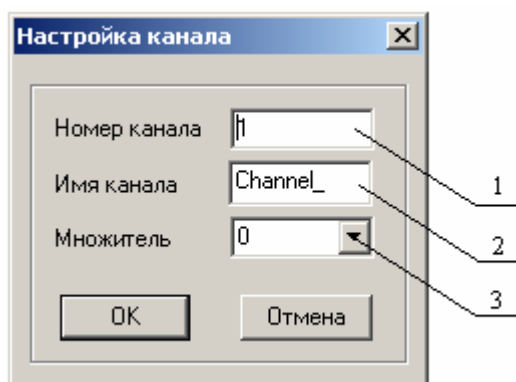 Настройка канала
Номер канала 1
Имя канала Channel_
Множитель 0
OK Отмена
1
2
3